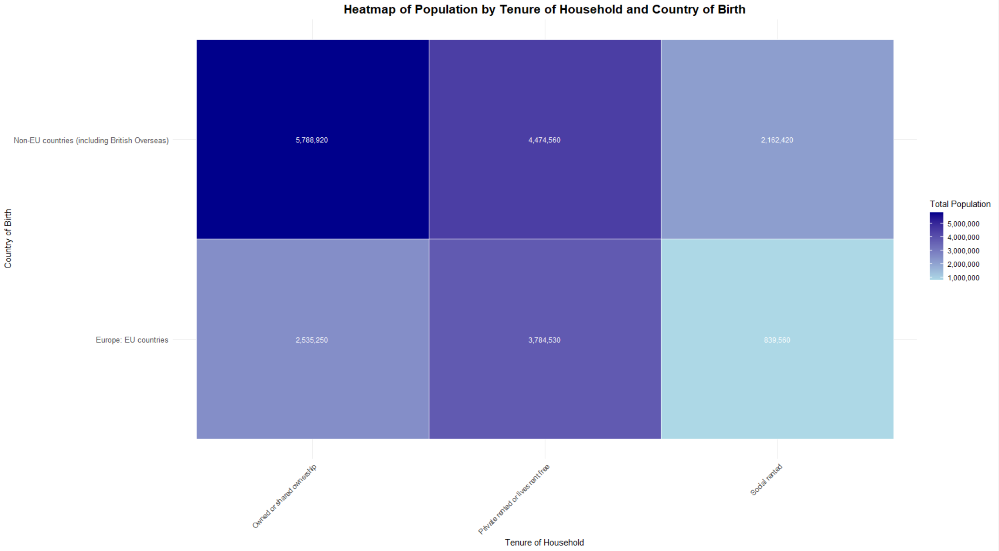 Heatmap of Population by Tenure of Household and Country of Birth
Country of Birth
Non-EU countries (including British Overseas)
5,788,920
4,474,560
2,162,420
Europe: EU countries
2,535,250
3,784,530
839,560
Owned or shared ownership
Private rented or lives rent free
Social rented
Tenure of Household
Total Population
5,000,000
4,000,000
3,000,000
2,000,000
1,000,000